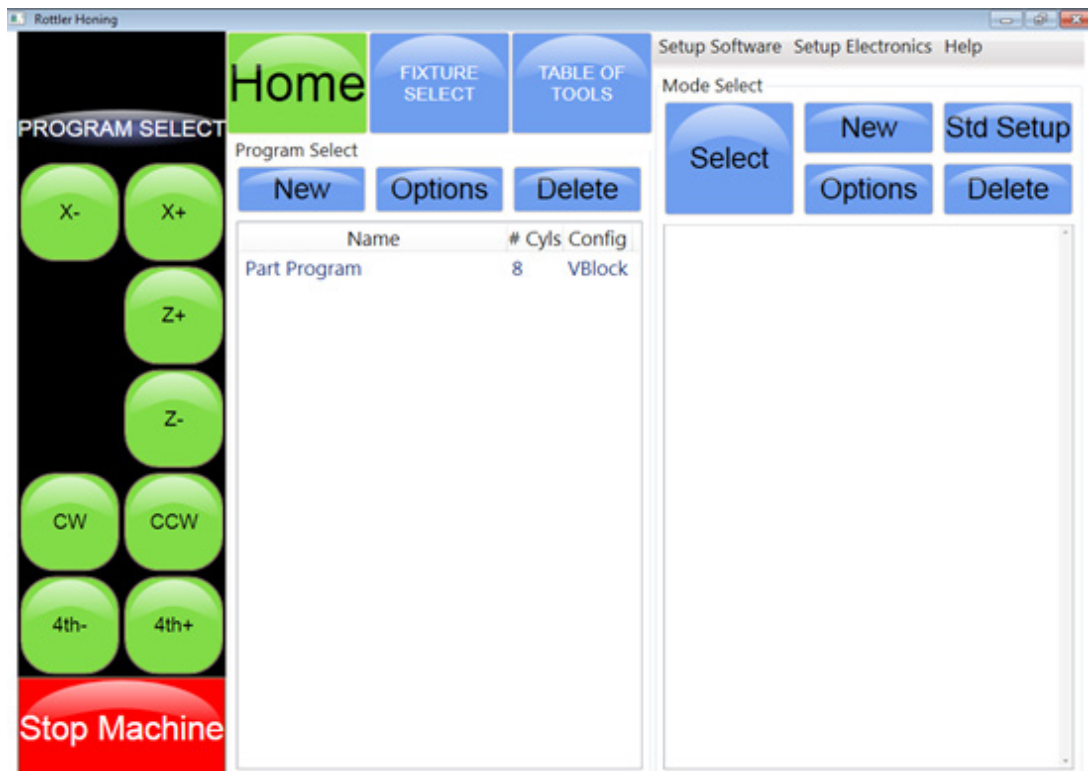 Rottler Honing
PROGRAM SELECT
X- X+
Z+
Z-
CW CCW
4th- 4th+
Stop Machine
Home FIXTURE SELECT TABLE OF TOOLS
Program Select
New Options Delete
Name # Cyls Config
Part Program 8 VBlock
Setup Software Setup Electronics Help
Mode Select
Select New Std Setup
Options Delete